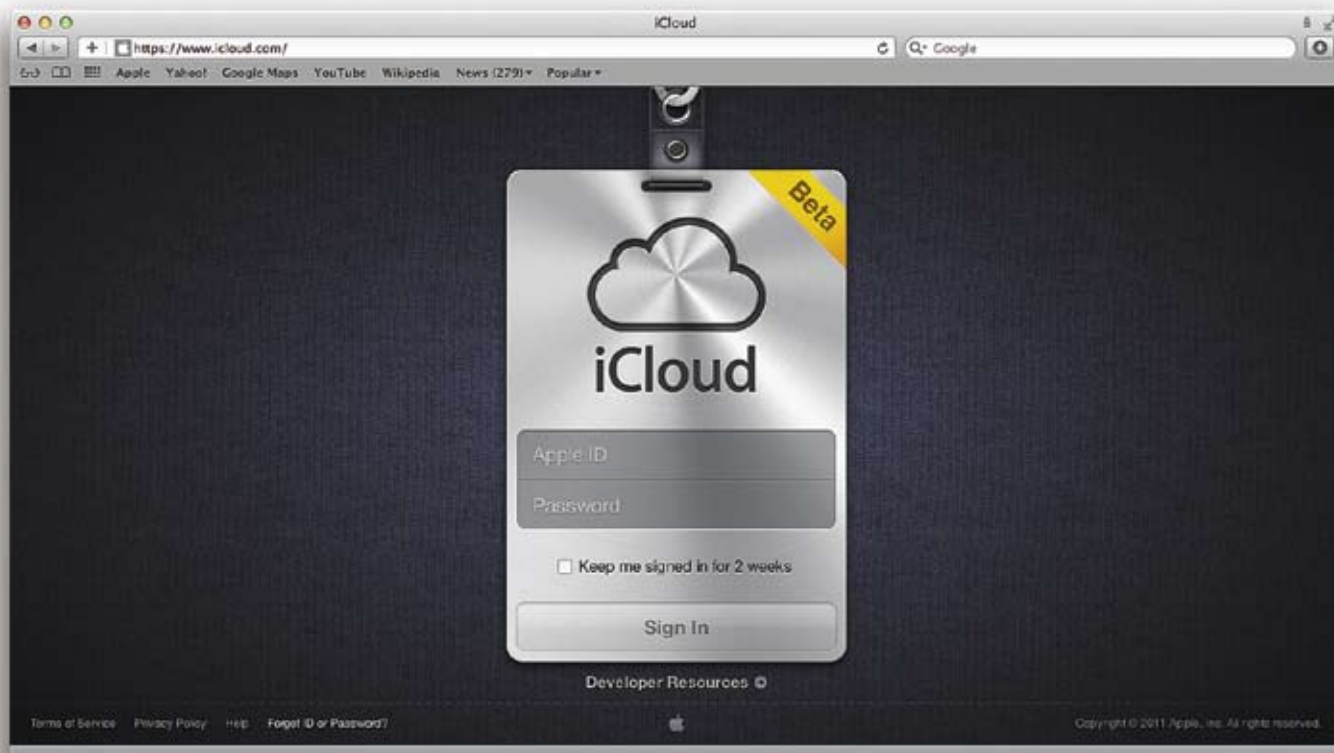 iCloud
https://www.icloud.com/
Google
Apple Yahoo! Google Maps YouTube Wikipedia News (279) Popular
Beta
iCloud
Apple ID
Password
Keep me signed in for 2 weeks
Sign In
Developer Resources
Terms of Service Privacy Policy Help Forgot ID or Password?
Copyright © 2011 Apple, Inc. All rights reserved.